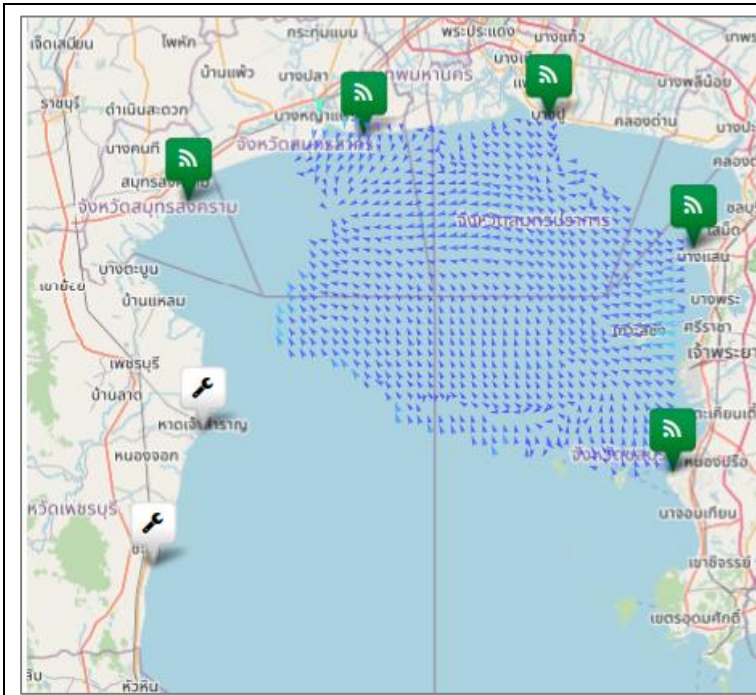 เจ็ดเสมียน
โพหัก
กระทุ่มแบน
พระประแดง
บางแก้ว
บ้านแพ้ว
บางปลา
บางพลีน้อย
ราชบุรี
ดำเนินสะดวก
บางหญ้าแพรก
บางปู
คลองด่าน
บางคนที
จังหวัดสมุทรสาคร
สมุทรสงคราม
จังหวัดสมุทรสงคราม
จังหวัดสมุทรปราการ
เสม็ด
บางแสน
บางตะบูน
เขาย้อย
บ้านแหลม
บางพระ
เกาะสีชัง
ศรีราชา
เพชรบุรี
บ้านลาด
หาดเจ้าสำราญ
หนองจอก
หนองปรือ
นาจอมเทียน
เขาชีจรรย์
เขตรอุดมศักดิ์
หัวหิน